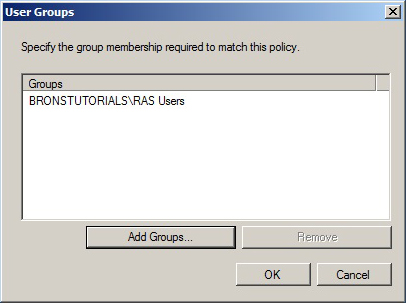 User Groups
Specify the group membership required to match this policy.
Groups
BRONSTUTORIALS\RAS Users
Add Groups...
Remove
OK
Cancel